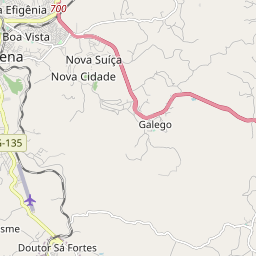 a Efigênia
700
Boa Vista
Nova Suíça
ena
Nova Cidade
Galego
-135
sme
Doutor Sá Fortes